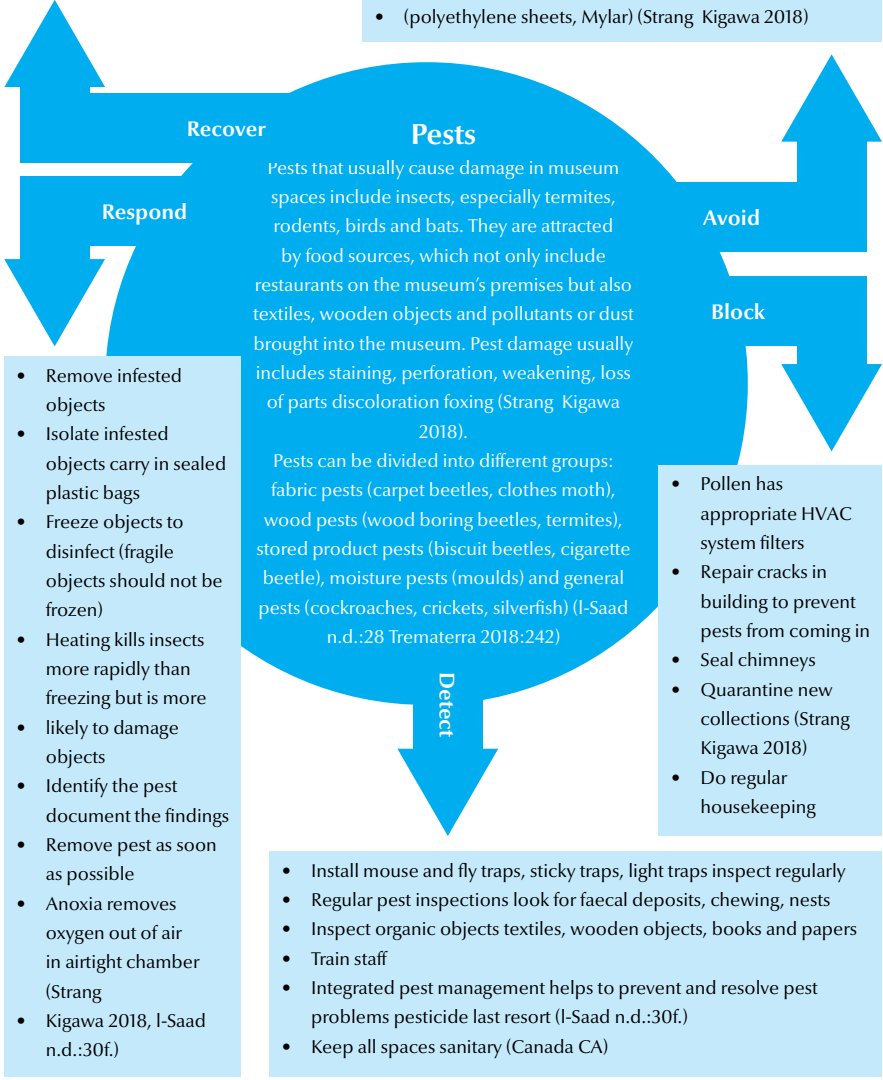 • (polyethylene sheets, Mylar) (Strang Kigawa 2018)
Recover
Respond
Pests
Pests that usually cause damage in museum
spaces include insects, especially termites,
rodents, birds and bats. They are attracted
by food sources, which not only include
restaurants on the museum's premises but also
textiles, wooden objects and pollutants or dust
brought into the museum. Pest damage usually
includes staining, perforation, weakening, loss
of parts discoloration foxing (Strang Kigawa
2018).
Pests can be divided into different groups:
fabric pests (carpet beetles, clothes moth),
wood pests (wood boring beetles, termites),
stored product pests (biscuit beetles, cigarette
beetle), moisture pests (moulds) and general
pests (cockroaches, crickets, silverfish) (l-Saad
n.d.:28 Trematerra 2018:242)
Avoid
Block
• Remove infested
objects
• Isolate infested
objects carry in sealed
plastic bags
• Freeze objects to
disinfect (fragile
objects should not be
frozen)
• Heating kills insects
more rapidly than
freezing but is more
• likely to damage
objects
• Identify the pest
document the findings
• Remove pest as soon
as possible
• Anoxia removes
oxygen out of air
in airtight chamber
(Strang
• Kigawa 2018, l-Saad
n.d.:30f.)
• Pollen has
appropriate HVAC
system filters
• Repair cracks in
building to prevent
pests from coming in
• Seal chimneys
• Quarantine new
collections (Strang
Kigawa 2018)
• Do regular
housekeeping
Detect
• Install mouse and fly traps, sticky traps, light traps inspect regularly
• Regular pest inspections look for faecal deposits, chewing, nests
• Inspect organic objects textiles, wooden objects, books and papers
• Train staff
• Integrated pest management helps to prevent and resolve pest
problems pesticide last resort (l-Saad n.d.:30f.)
• Keep all spaces sanitary (Canada CA)